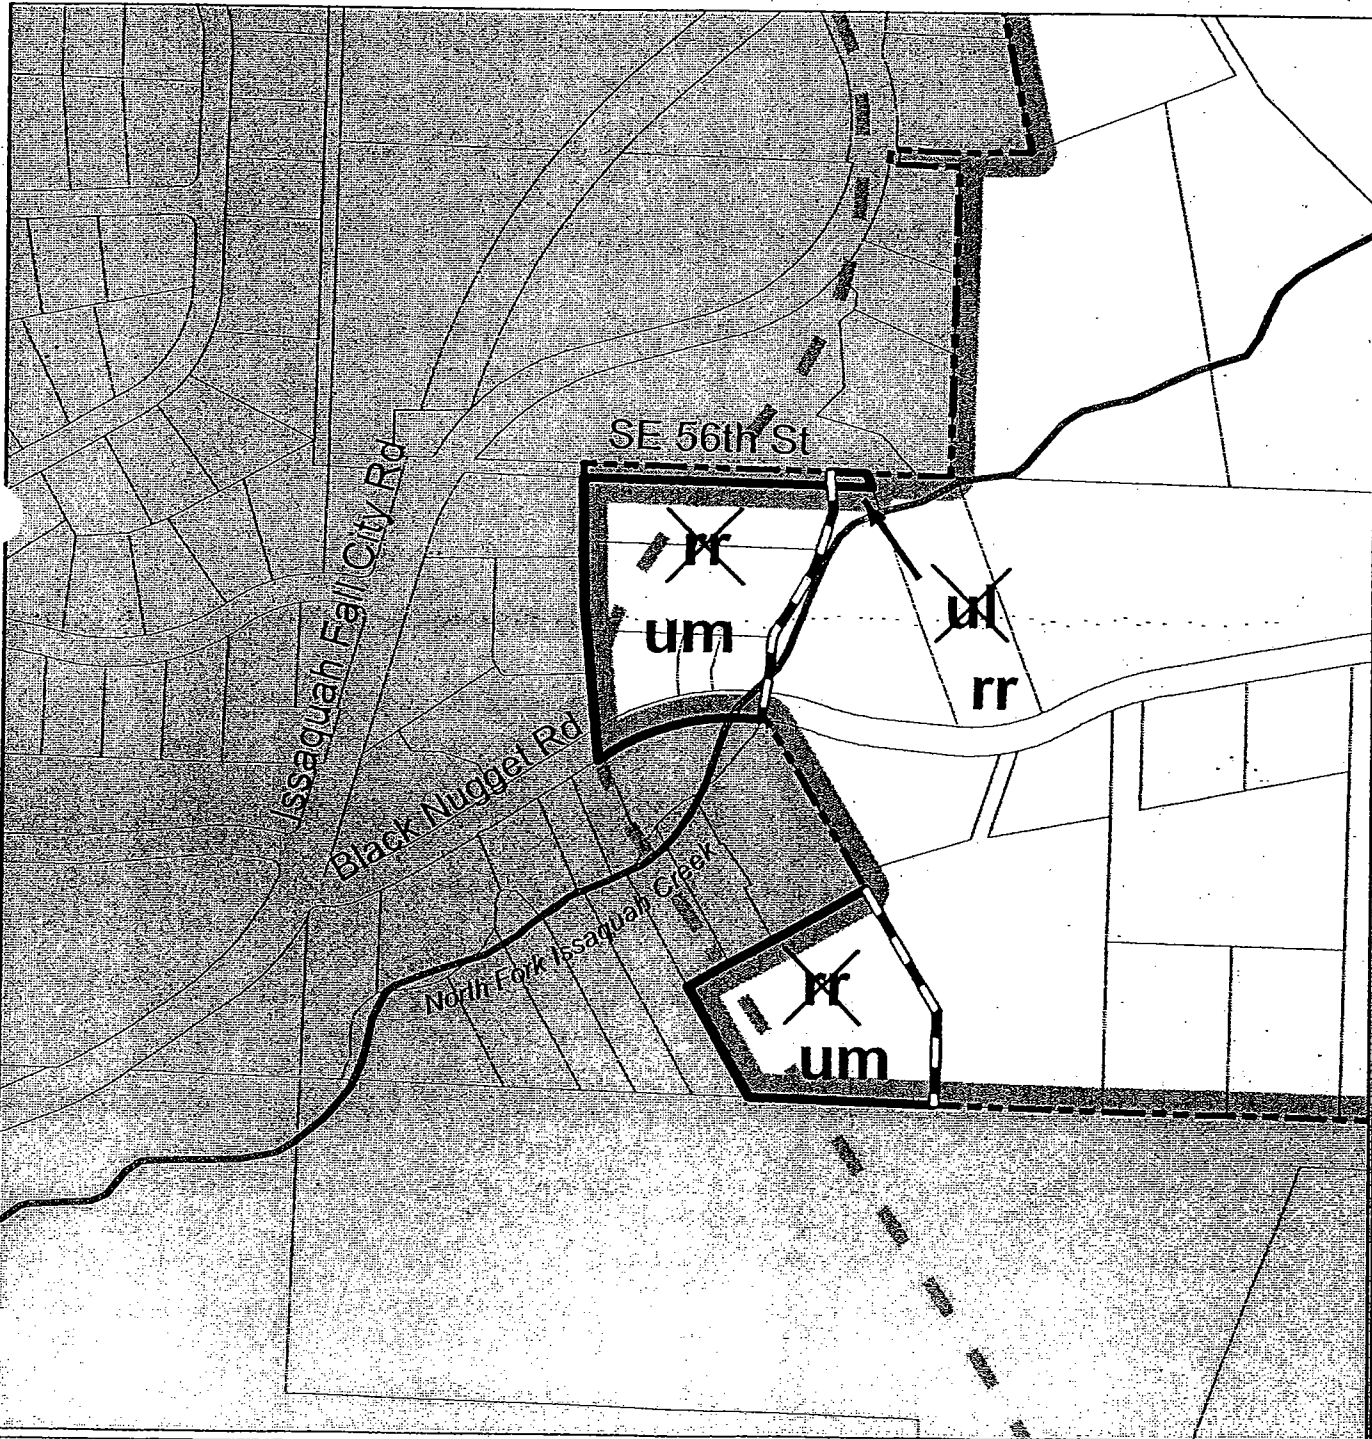 SE 56th St
Issaquah Fall City Rd
rr
um
ul
rr
Black Nugget Rd
North Fork Issaquah Creek
rr
um